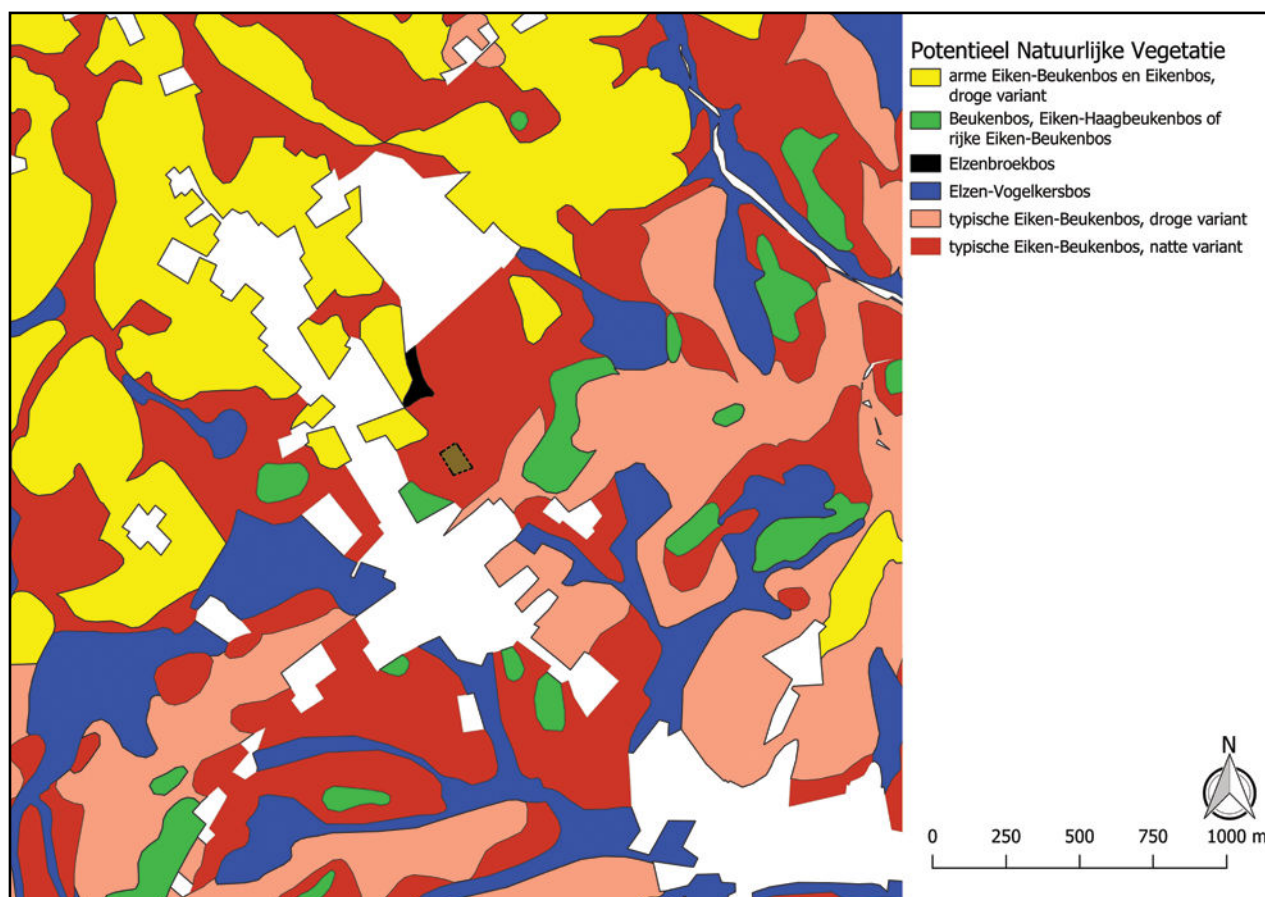 Potentieel Natuurlijke Vegetatie
arme Eiken-Beukenbos en Eikenbos,
droge variant
Beukenbos, Eiken-Haagbeukenbos of
rijke Eiken-Beukenbos
Elzenbroekbos
Elzen-Vogelkersbos
typische Eiken-Beukenbos, droge variant
typische Eiken-Beukenbos, natte variant
N
0 250 500 750 1000 m